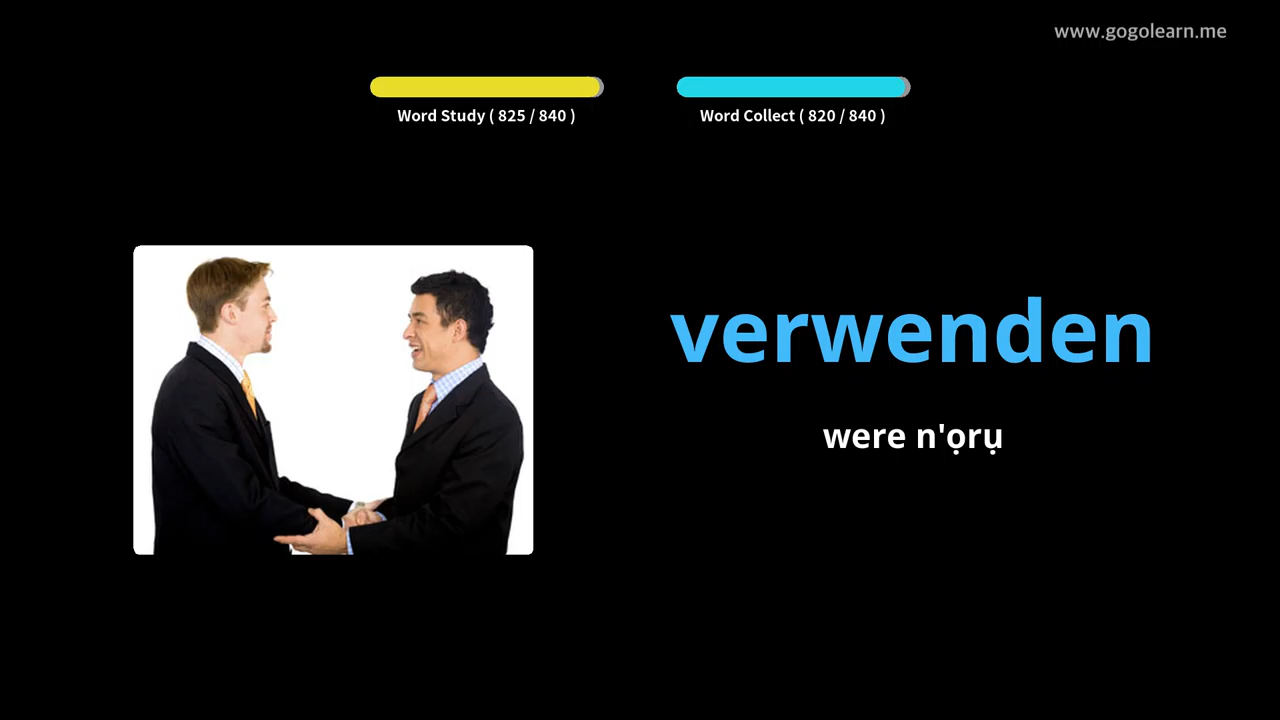 www.gogolearn.me
Word Study ( 825 / 840 )
Word Collect ( 820 / 840 )
verwenden
were n'ọrụ